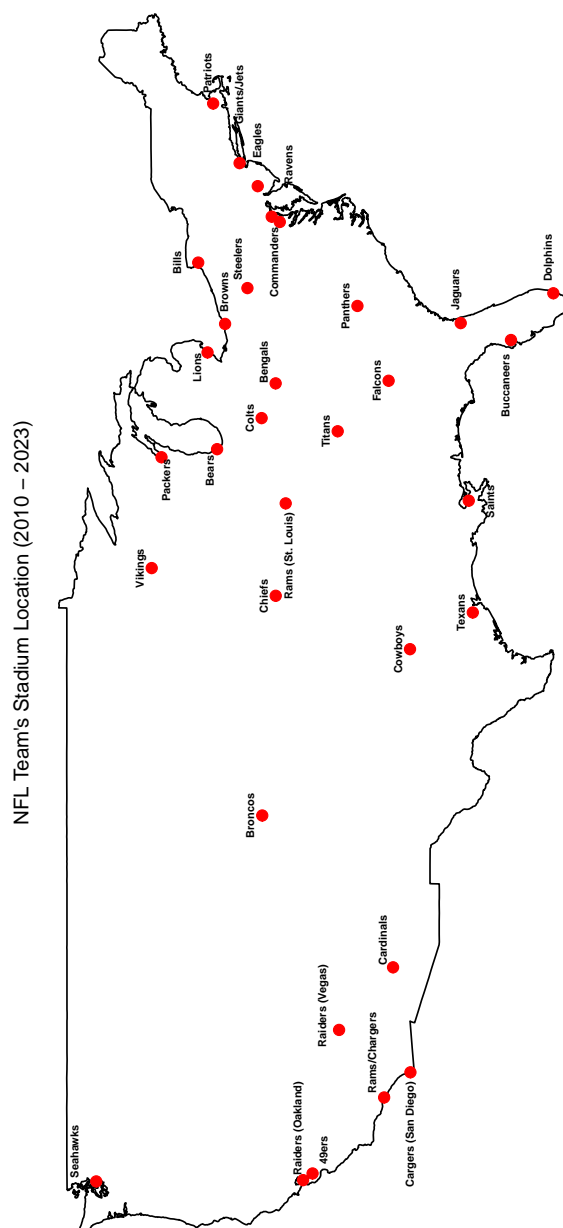 NFL Team's Stadium Location (2010 – 2023)
Seahawks
Vikings
Packers
Bills
Patriots
Lions
Bears
Browns
Giants/Jets
Steelers
Eagles
Broncos
Colts
Chiefs
Bengals
Commanders
Ravens
Rams (St. Louis)
Raiders (Oakland)
49ers
Raiders (Vegas)
Titans
Panthers
Rams/Chargers
Cardinals
Falcons
Cargers (San Diego)
Cowboys
Jaguars
Texans
Saints
Buccaneers
Dolphins